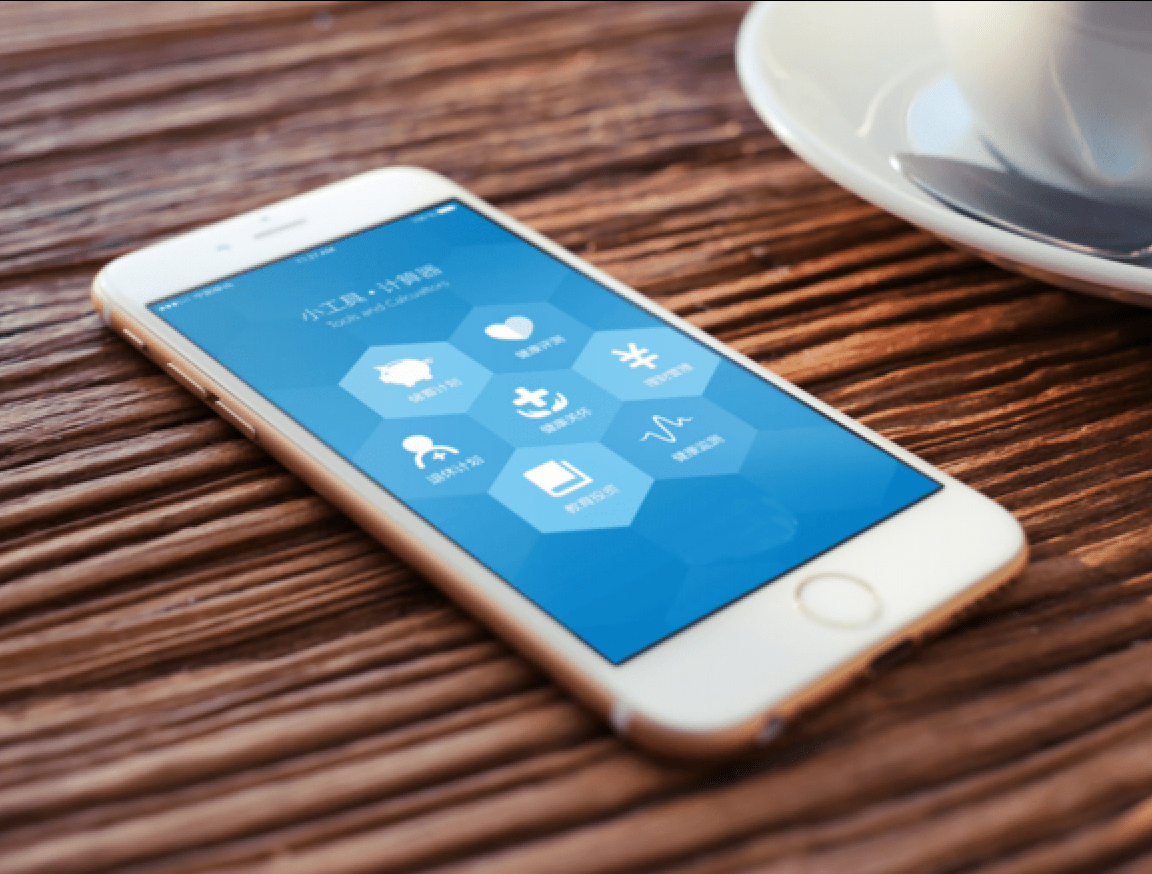 小工具·计算器
Tools and Calculators
健康评测
储蓄计划
理财管理
健康关怀
退休计划
健康监测
教育投资